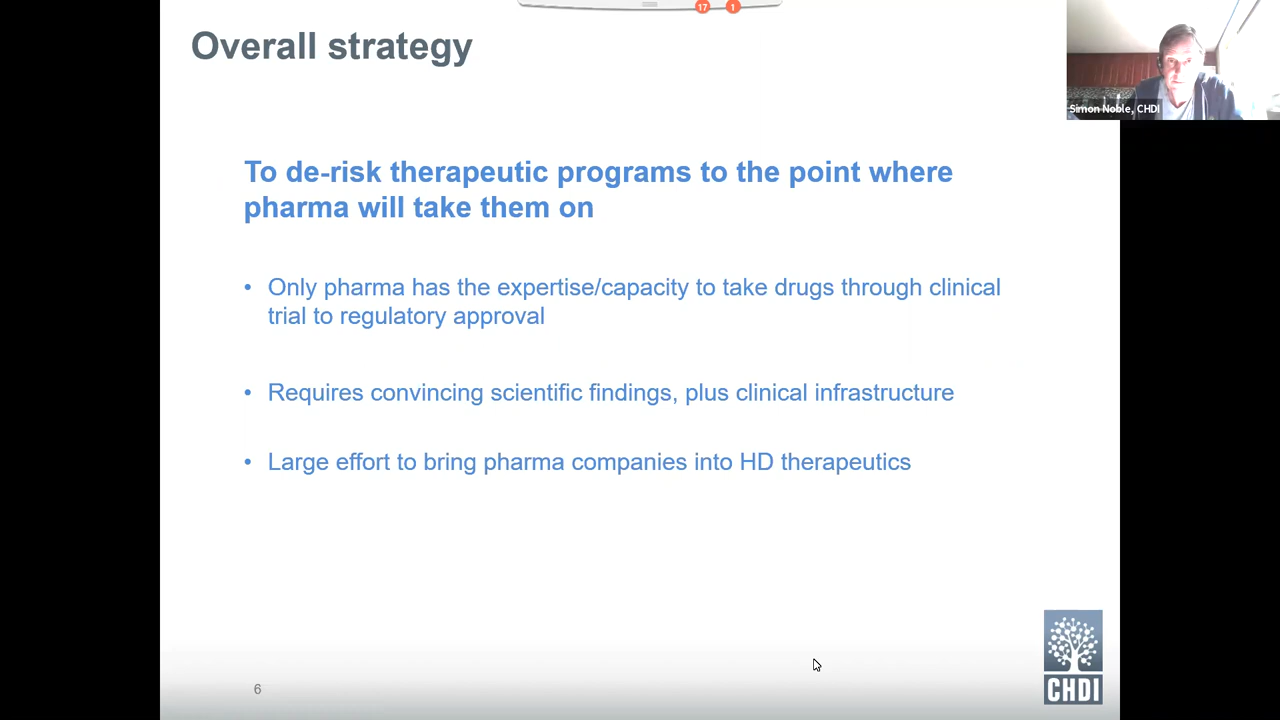 17
1
Overall strategy
Simon Noble, CHDI
To de-risk therapeutic programs to the point where
pharma will take them on
• Only pharma has the expertise/capacity to take drugs through clinical
trial to regulatory approval
• Requires convincing scientific findings, plus clinical infrastructure
• Large effort to bring pharma companies into HD therapeutics
CHDI
6